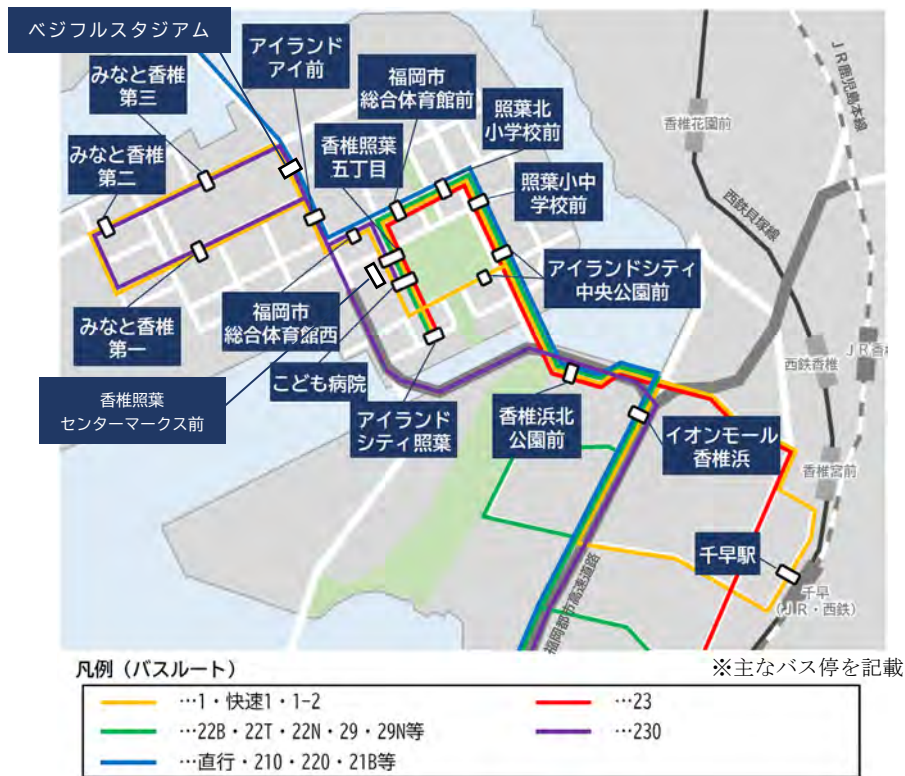 ベジフルスタジアム
アイランド
アイ前
福岡市
総合体育館前
みなと香椎
第三
照葉北
小学校前
香椎照葉
五丁目
みなと香椎
第二
照葉小中
学校前
香椎花園前
JR鹿児島本線
西鉄貝塚線
アイランドシティ
中央公園前
みなと香椎
第一
福岡市
総合体育館西
こども病院
香椎照葉
センターマークス前
アイランド
シティ照葉
香椎浜北
公園前
イオンモール
香椎浜
西鉄香椎
JR香椎
香椎宮前
千早駅
千早
(JR・西鉄)
福岡都市高速道路
凡例（バスルート）
※主なバス停を記載
…1・快速1・1−2
…23
…22B・22T・22N・29・29N等
…230
…直行・210・220・21B等